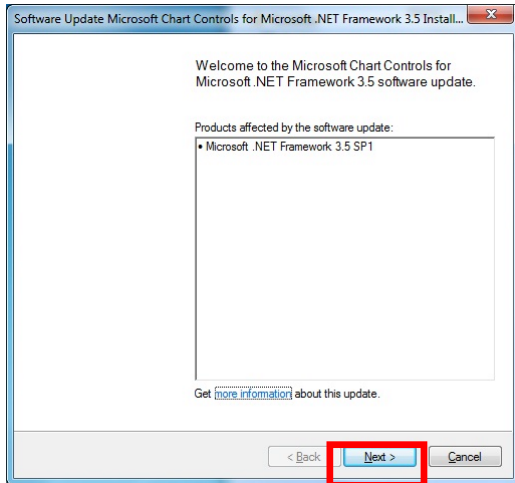 Software Update Microsoft Chart Controls for Microsoft .NET Framework 3.5 Install...
Welcome to the Microsoft Chart Controls for
Microsoft .NET Framework 3.5 software update.
Products affected by the software update:
• Microsoft .NET Framework 3.5 SP1
Get more information about this update.
< Back Next > Cancel